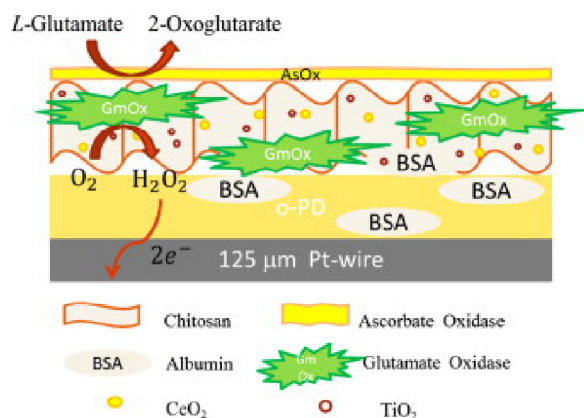 L-Glutamate 2-Oxoglutarate
AsOx
GmOx
GmOx
GmOx
O₂ H₂O₂
BSA
BSA
BSA
o-PD
BSA
2e⁻
125 μm Pt-wire
Chitosan
Ascorbate Oxidase
BSA
Albumin
Gm
Ox
Glutamate Oxidase
CeO₂
TiO₂